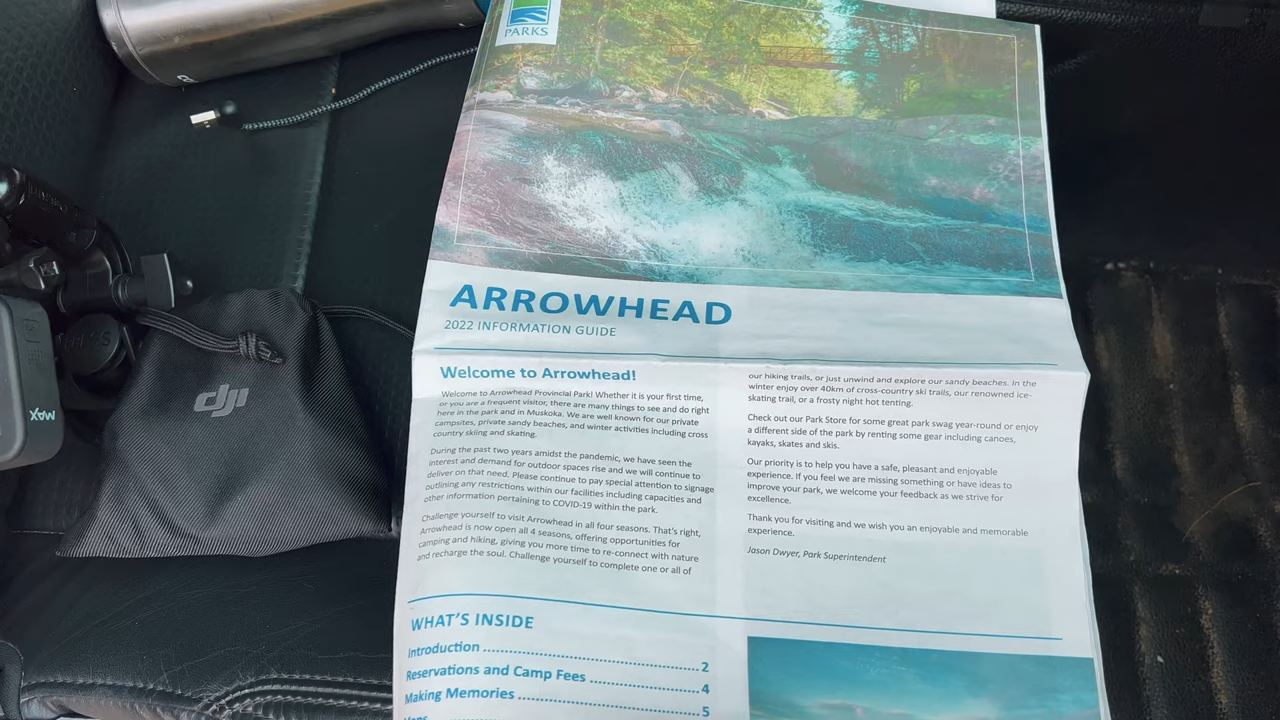 PARKS
ARROWHEAD
2022 INFORMATION GUIDE
Welcome to Arrowhead!
Welcome to Arrowhead Provincial Park! Whether it is your first time,
or you are a frequent visitor, there are many things to see and do right
here in the park and in Muskoka. We are well known for our private
campsites, private sandy beaches, and winter activities including cross
country skiing and skating.
During the past two years amidst the pandemic, we have seen the
interest and demand for outdoor spaces rise and we will continue to
deliver on that need. Please continue to pay special attention to signage
outlining any restrictions within our facilities including capacities and
other information pertaining to COVID-19 within the park.
Challenge yourself to visit Arrowhead in all four seasons. That's right,
Arrowhead is now open all 4 seasons, offering opportunities for
camping and hiking, giving you more time to re-connect with nature
and recharge the soul. Challenge yourself to complete one or all of
our hiking trails, or just unwind and explore our sandy beaches. In the
winter enjoy over 40km of cross-country ski trails, our renowned ice-
skating trail, or a frosty night hot tenting.
Check out our Park Store for some great park swag year-round or enjoy
a different side of the park by renting some gear including canoes,
kayaks, skates and skis.
Our priority is to help you have a safe, pleasant and enjoyable
experience. If you feel we are missing something or have ideas to
improve your park, we welcome your feedback as we strive for
excellence.
Thank you for visiting and we wish you an enjoyable and memorable
experience.
Jason Dwyer, Park Superintendent
WHAT'S INSIDE
Introduction ........................................................ 2
Reservations and Camp Fees ........................... 4
Making Memories ............................................. 5
dji
MAX